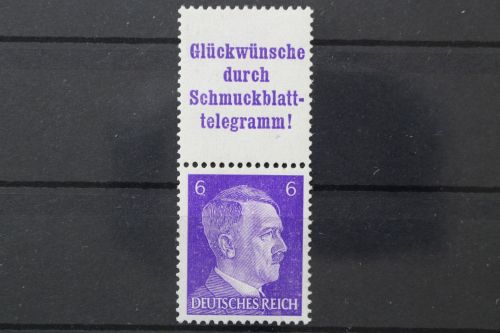 Glückwünsche
durch
Schmuckblatt-
telegramm!
6 6
DEUTSCHES REICH